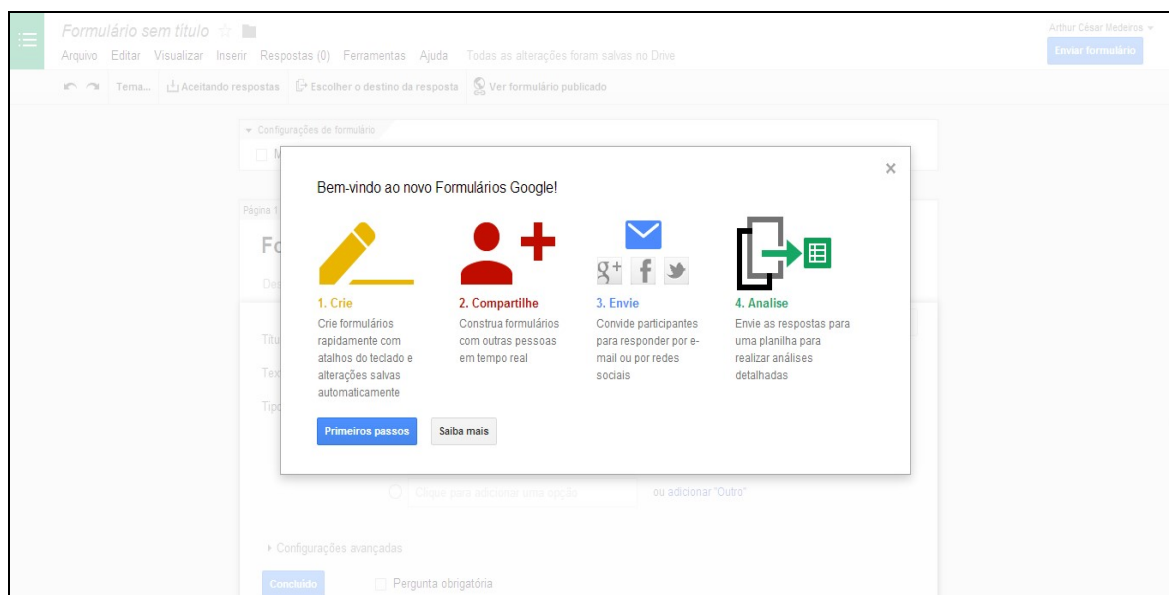 Formulário sem título
Arthur César Medeiros
Arquivo Editar Visualizar Inserir Respostas (0) Ferramentas Ajuda Todas as alterações foram salvas no Drive
Enviar formulário
Tema... Aceitando respostas Escolher o destino da resposta Ver formulário publicado
Configurações de formulário
M
Bem-vindo ao novo Formulários Google!
Página 1
Fo
Des
g+ f
1. Crie
Crie formulários
rapidamente com
atalhos do teclado e
alterações salvas
automaticamente
2. Compartilhe
Construa formulários
com outras pessoas
em tempo real
3. Envie
Convide participantes
para responder por e-
mail ou por redes
sociais
4. Analise
Envie as respostas para
uma planilha para
realizar análises
detalhadas
Títu
Tex
Tipo
Primeiros passos Saiba mais
Clique para adicionar uma opção ou adicionar "Outro"
Configurações avançadas
Concluído Pergunta obrigatória